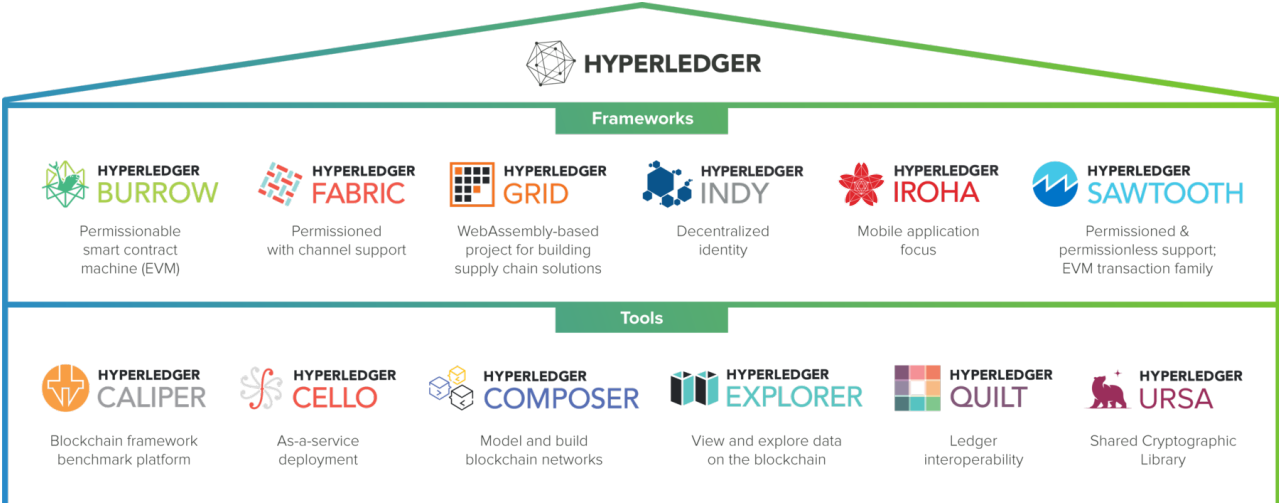 HYPERLEDGER
Frameworks
HYPERLEDGER
BURROW
Permissionable
smart contract
machine (EVM)
HYPERLEDGER
FABRIC
Permissioned
with channel support
HYPERLEDGER
GRID
WebAssembly-based
project for building
supply chain solutions
HYPERLEDGER
INDY
Decentralized
identity
HYPERLEDGER
IROHA
Mobile application
focus
HYPERLEDGER
SAWTOOTH
Permissioned &
permissionless support;
EVM transaction family
Tools
HYPERLEDGER
CALIPER
Blockchain framework
benchmark platform
HYPERLEDGER
CELLO
As-a-service
deployment
HYPERLEDGER
COMPOSER
Model and build
blockchain networks
HYPERLEDGER
EXPLORER
View and explore data
on the blockchain
HYPERLEDGER
QUILT
Ledger
interoperability
HYPERLEDGER
URSA
Shared Cryptographic
Library